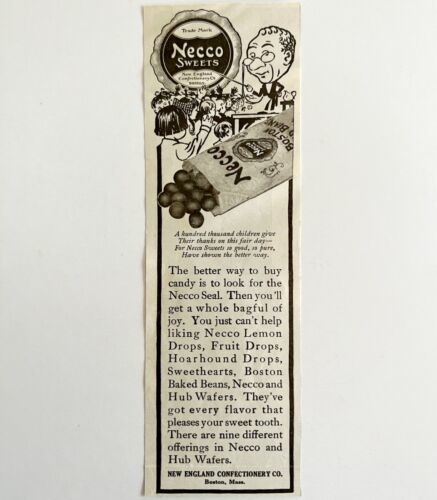 Trade Mark
Necco
SWEETS
New England
Confectionery Co.
BOSTON.
BOSTON
BAKED BEANS
Necco
Necco
SWEETS
A hundred thousand children give
Their thanks on this fair day—
For Necco Sweets so good, so pure,
Have shown the better way.
The better way to buy
candy is to look for the
Necco Seal. Then you'll
get a whole bagful of
joy. You just can't help
liking Necco Lemon
Drops, Fruit Drops,
Hoarhound Drops,
Sweethearts, Boston
Baked Beans, Necco and
Hub Wafers. They've
got every flavor that
pleases your sweet tooth.
There are nine different
offerings in Necco and
Hub Wafers.
NEW ENGLAND CONFECTIONERY CO.
Boston, Mass.